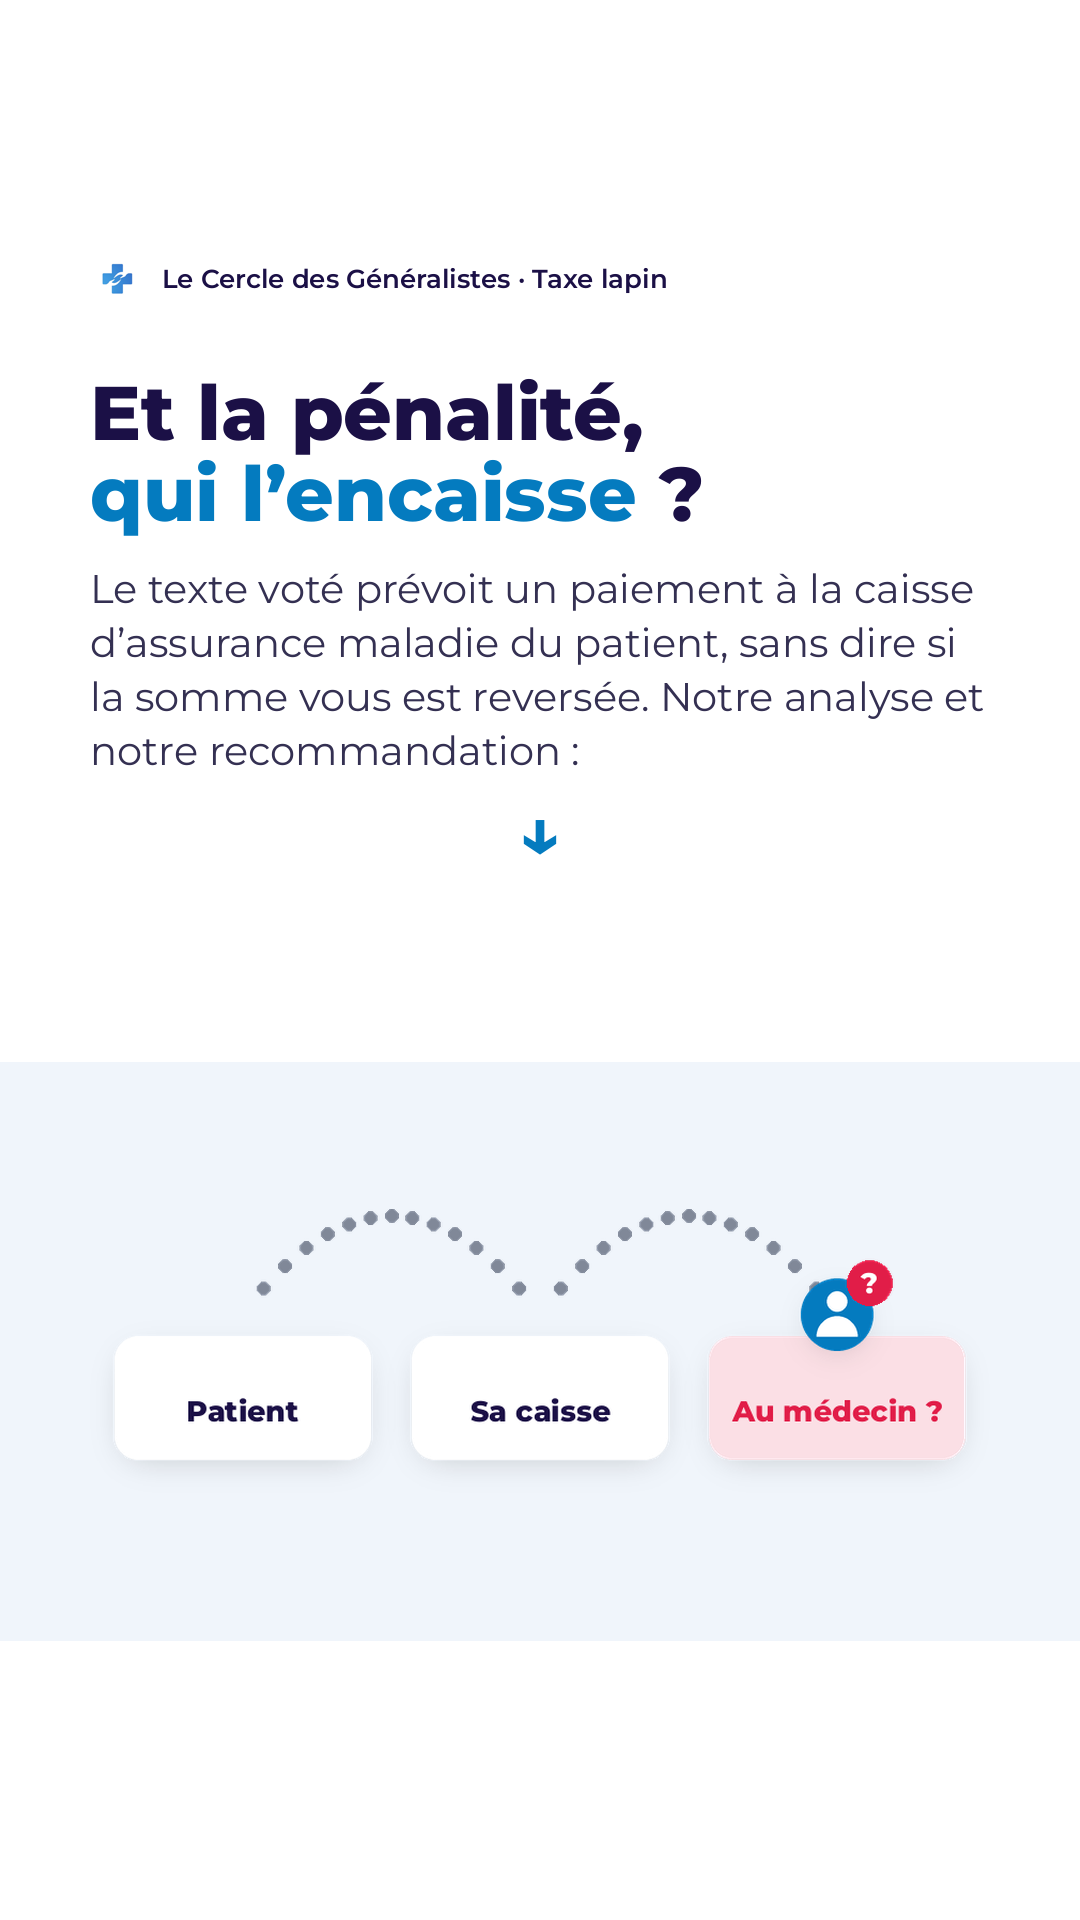 Le Cercle des Généralistes · Taxe lapin
Et la pénalité,
qui l’encaisse ?
Le texte voté prévoit un paiement à la caisse
d’assurance maladie du patient, sans dire si
la somme vous est reversée. Notre analyse et
notre recommandation :
?
Patient
Sa caisse
Au médecin ?